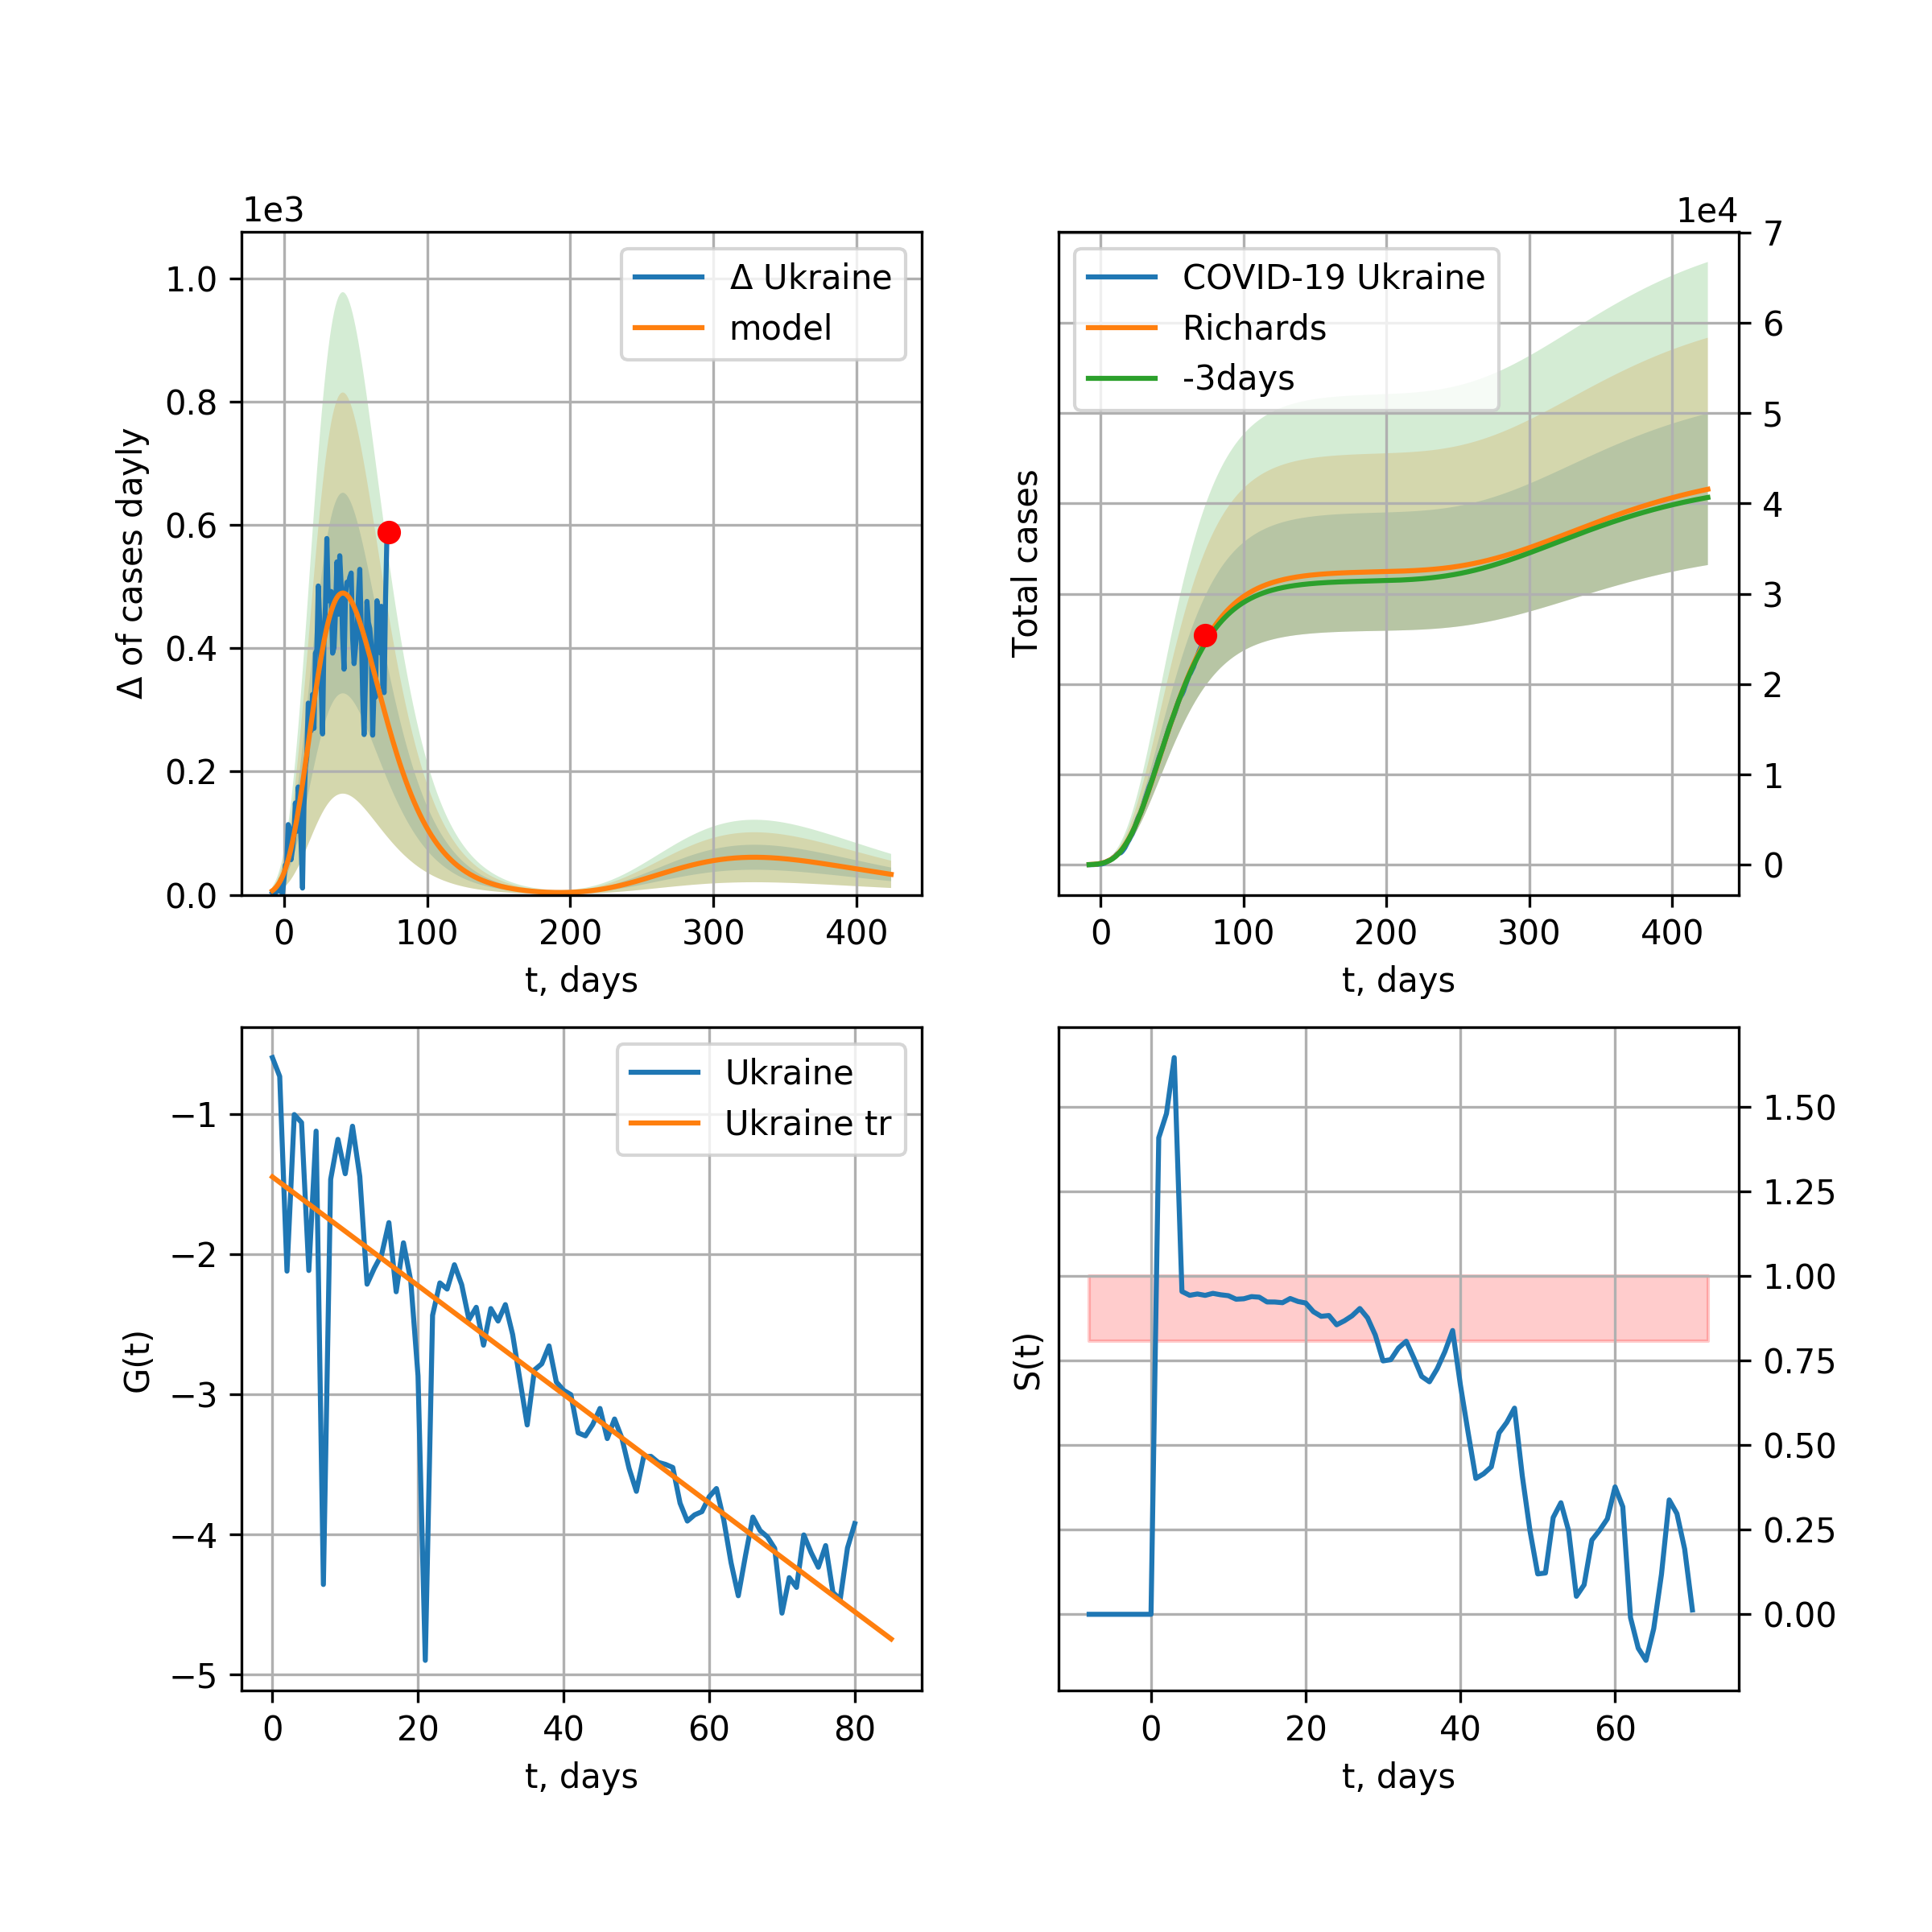 1e3
1.0
0.8
0.6
0.4
0.2
0.0
Δ of cases dayly
Δ Ukraine
model
0 100 200 300 400
t, days
1e4
7
6
5
4
3
2
1
0
Total cases
COVID-19 Ukraine
Richards
-3days
0 100 200 300 400
t, days
−1
−2
−3
−4
−5
G(t)
Ukraine
Ukraine tr
0 20 40 60 80
t, days
1.50
1.25
1.00
0.75
0.50
0.25
0.00
S(t)
0 20 40 60
t, days